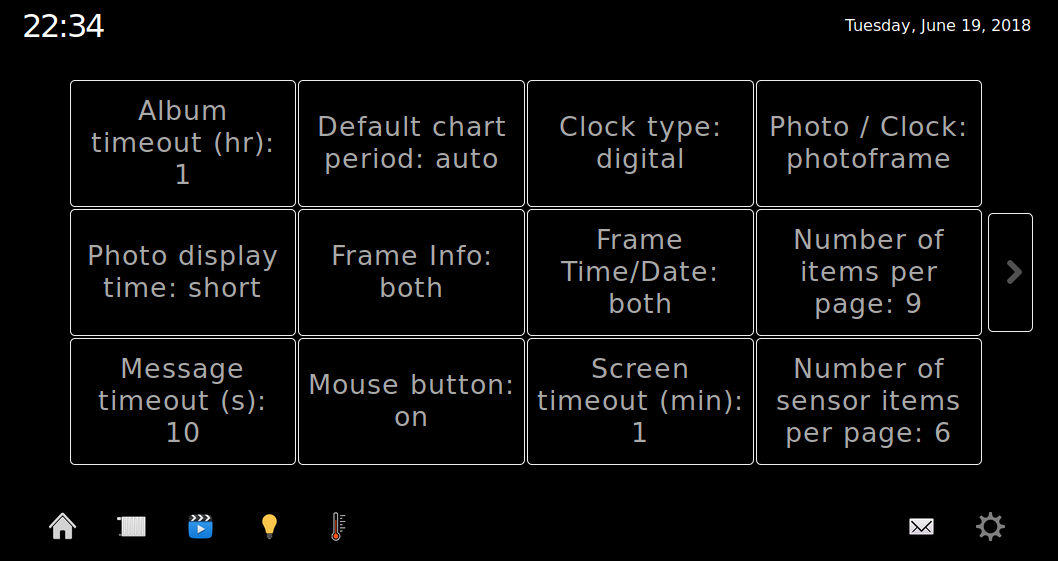 22:34
Tuesday, June 19, 2018
Album
timeout (hr):
1
Default chart
period: auto
Clock type:
digital
Photo / Clock:
photoframe
Photo display
time: short
Frame Info:
both
Frame
Time/Date:
both
Number of
items per
page: 9
Message
timeout (s):
10
Mouse button:
on
Screen
timeout (min):
1
Number of
sensor items
per page: 6